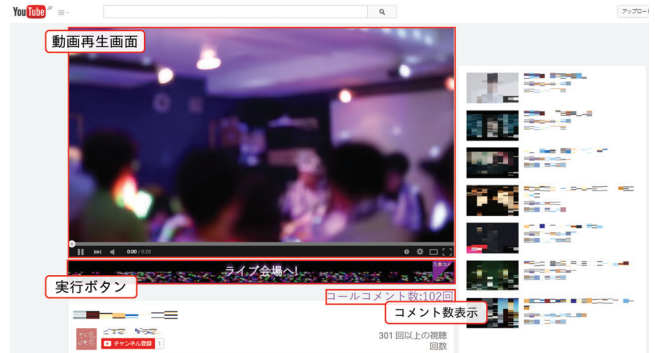 YouTube JP
アップロード
動画再生画面
0:00 / 0:20
ライブ会場へ!
実行ボタン
コールコメント数:102回
コメント数表示
チャンネル登録 1
301 回以上の視聴
回数